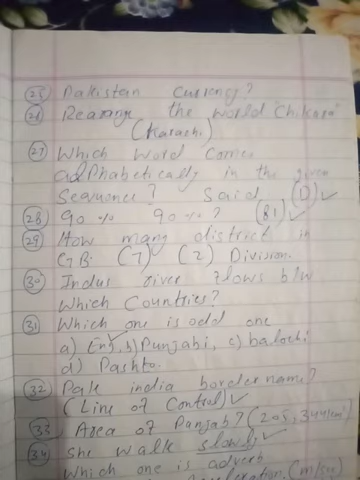 (25) Pakistan Currency?
(26) Rearange the world "Chikara"
(Karachi)
(27) Which word comes
alphabetically in the given
Sequence? Said (D) ✓
(28) 90 % 90 %? (81) ✓
(29) How many district in
G.B. (7) (2) Division.
(30) Indus river flows b/w
Which Countries?
(31) Which one is odd one
a) Eng, b) Punjabi, c) balochi
d) Pashto.
(32) Pak india border name?
(Line of Control) ✓
(33) Area of Punjab? (205,344km²)
(34) She walk slowly ✓
Which one is adverb
(m/s²)